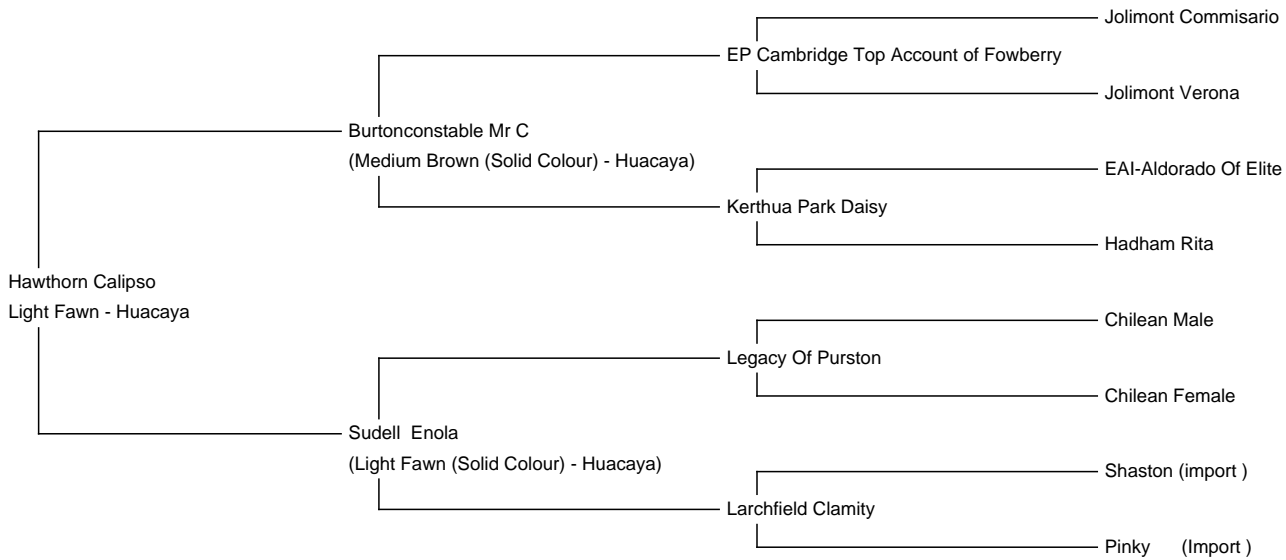 Jolimont Commisario
EP Cambridge Top Account of Fowberry
Jolimont Verona
Burtonconstable Mr C
(Medium Brown (Solid Colour) - Huacaya)
EAI-Aldorado Of Elite
Kerthua Park Daisy
Hadham Rita
Hawthorn Calipso
Light Fawn - Huacaya
Chilean Male
Legacy Of Purston
Chilean Female
Sudell  Enola
(Light Fawn (Solid Colour) - Huacaya)
Shaston (import )
Larchfield Clamity
Pinky      (Import )